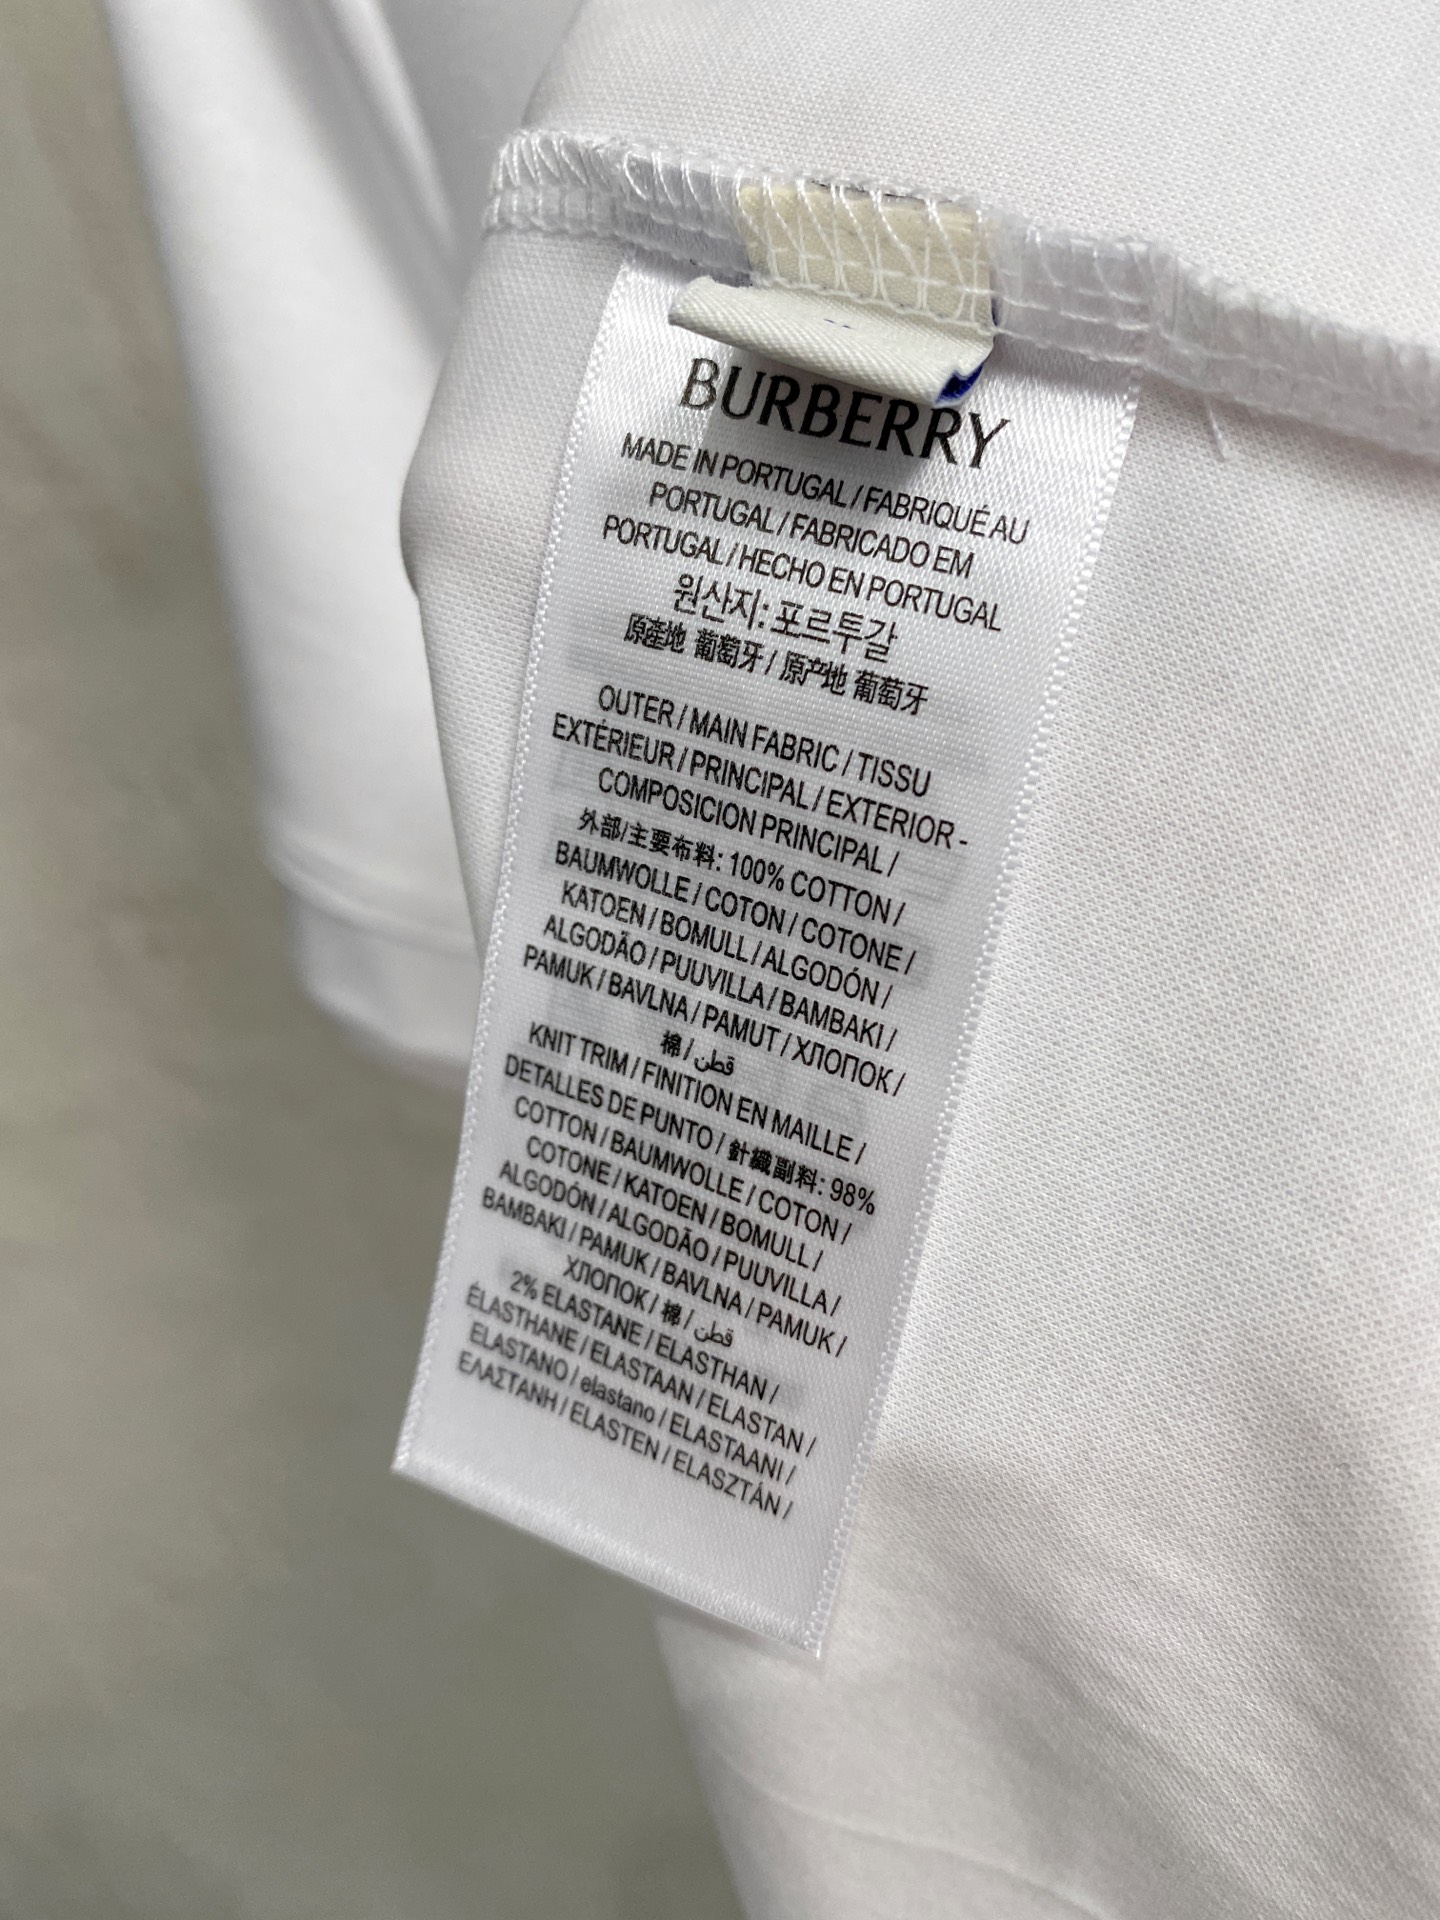 BURBERRY
MADE IN PORTUGAL / FABRIQUÉ AU
PORTUGAL / FABRICADO EM
PORTUGAL / HECHO EN PORTUGAL
원산지: 포르투갈
原產地 葡萄牙 / 原产地 葡萄牙
OUTER / MAIN FABRIC / TISSU
EXTÉRIEUR / PRINCIPAL / EXTERIOR -
COMPOSICION PRINCIPAL /
外部/主要布料: 100% COTTON /
BAUMWOLLE / COTON / COTONE /
KATOEN / BOMULL / ALGODÓN /
ALGODÃO / PUUVILLA / BAMBAKI /
PAMUK / BAVLNA / PAMUT / ХЛОПОК /
棉 / قطن
KNIT TRIM / FINITION EN MAILLE /
DETALLES DE PUNTO / 針織副料: 98%
COTTON / BAUMWOLLE / COTON /
COTONE / KATOEN / BOMULL /
ALGODÓN / ALGODÃO / PUUVILLA /
BAMBAKI / PAMUK / BAVLNA / PAMUK /
ХЛОПОК / 棉 / قطن
2% ELASTANE / ELASTHAN /
ÉLASTHANE / ELASTAAN / ELASTAN /
ELASTANO / elastano / ELASTAANI /
ΕΛΑΣΤΑΝΗ / ELASTEN / ELASZTÁN /